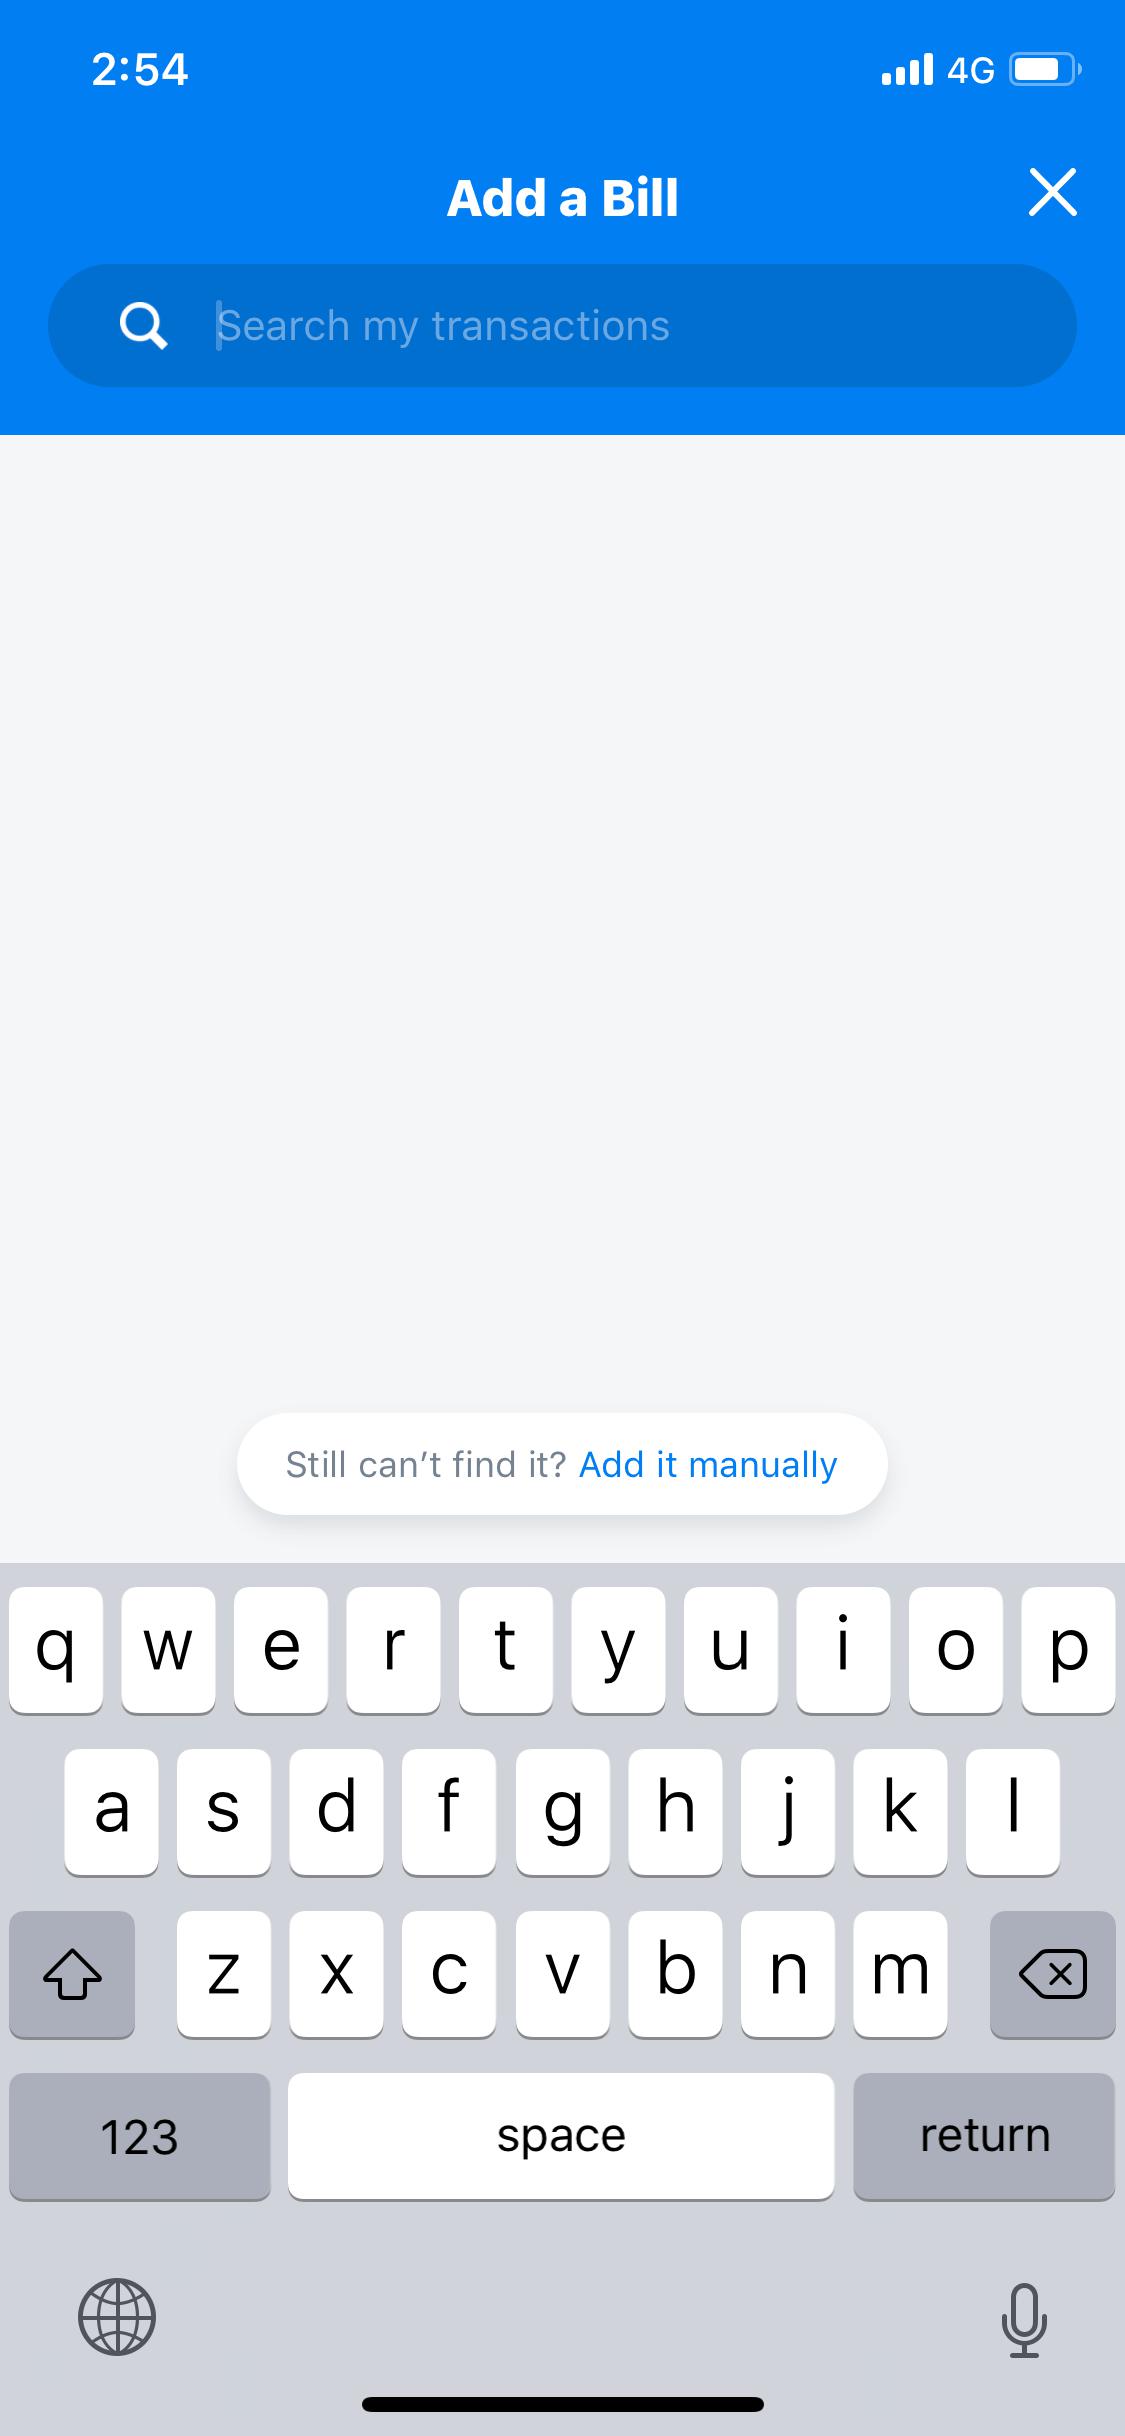 2:54 4G
Add a Bill
Search my transactions
Still can’t find it? Add it manually
q w e r t y u i o p
a s d f g h j k l
z x c v b n m
123 space return